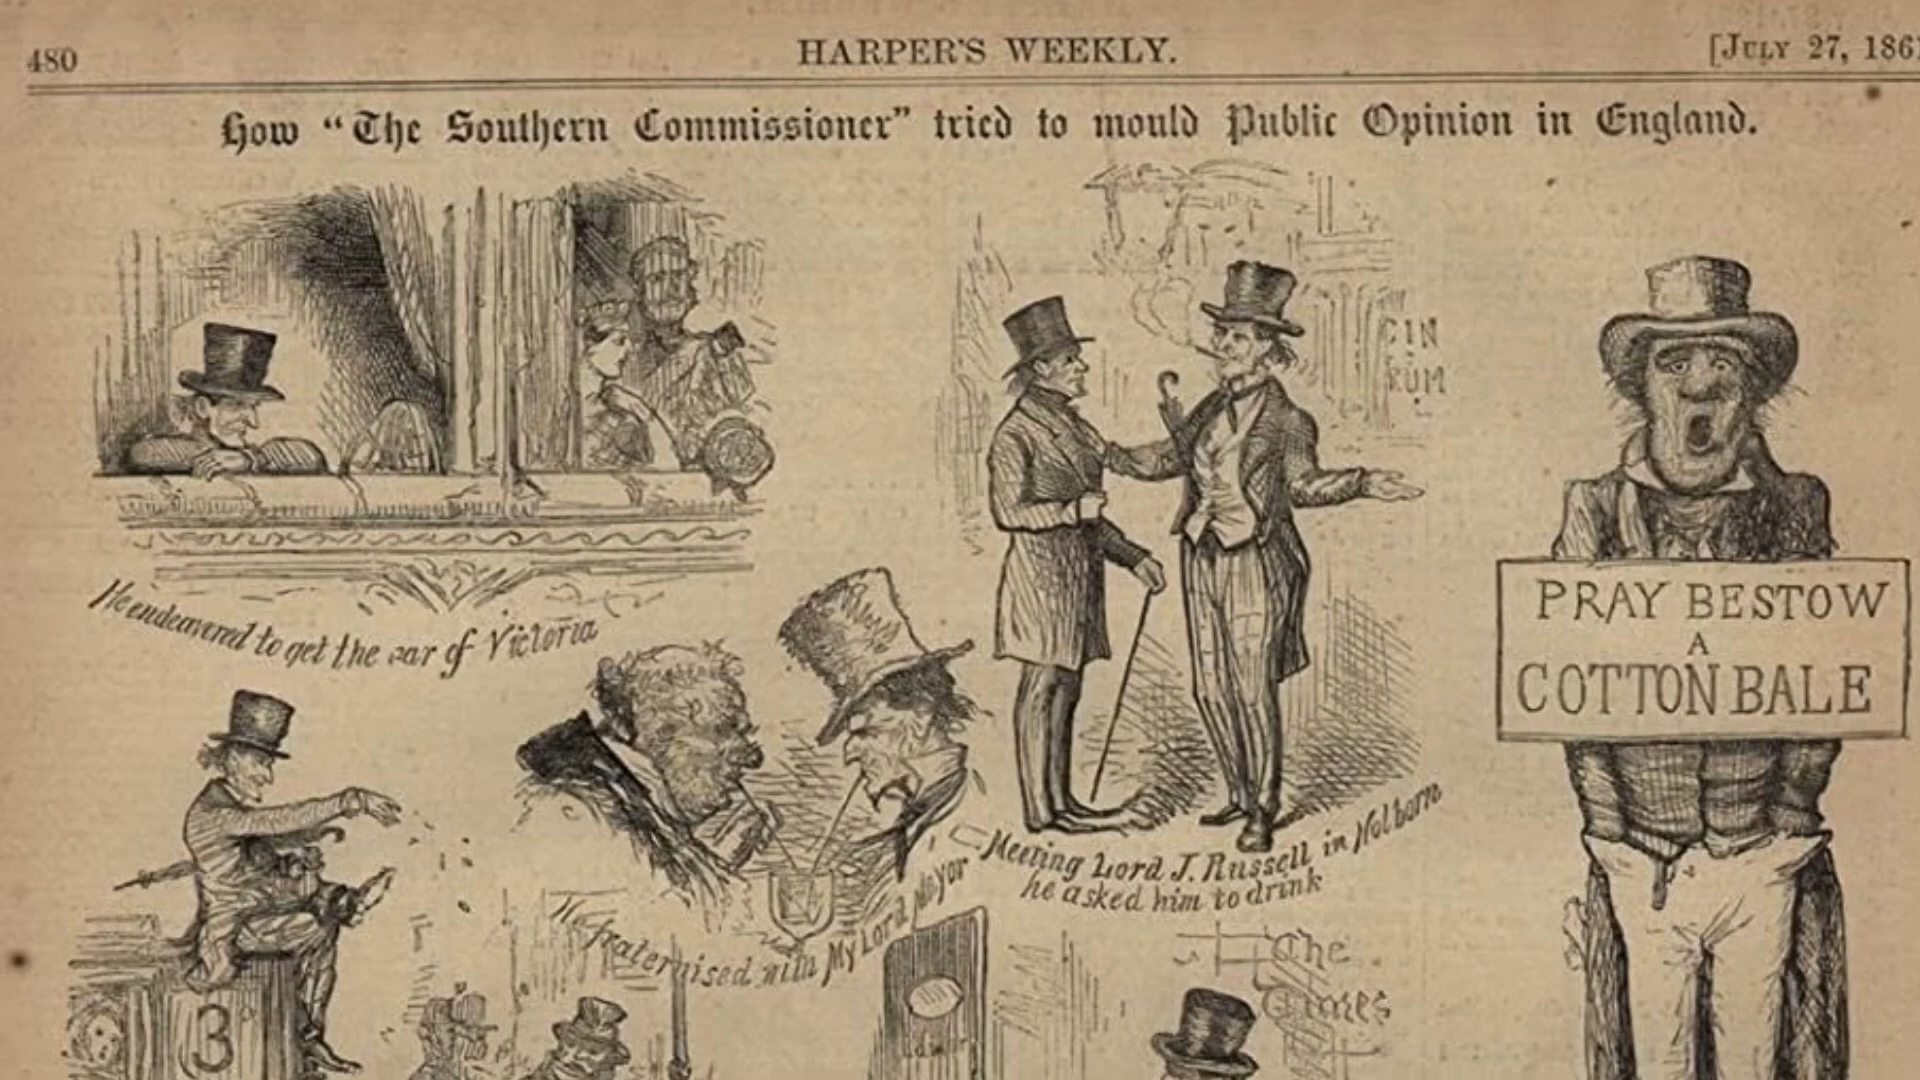 480
HARPER'S WEEKLY.
[JULY 27, 186
How "The Southern Commissioner" tried to mould Public Opinion in England.
GIN
RUM
He endeavored to get the ear of Victoria
PRAY BESTOW
A
COTTON BALE
Meeting Lord J. Russell in Holborn
he asked him to drink
He fraternised with My Lord Mayor
The
Times
3